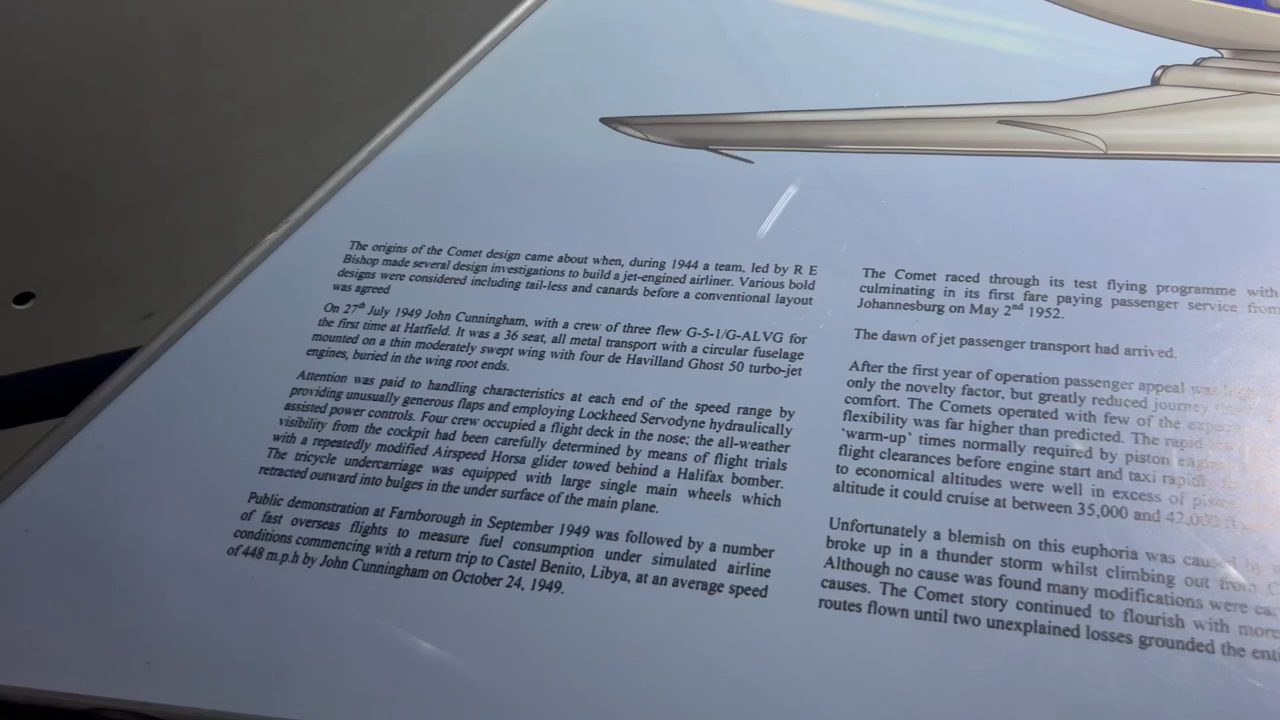 The origins of the Comet design came about when, during 1944 a team, led by R E
Bishop made several design investigations to build a jet-engined airliner. Various bold
designs were considered including tail-less and canards before a conventional layout
was agreed
On 27th July 1949 John Cunningham, with a crew of three flew G-5-1/G-ALVG for
the first time at Hatfield. It was a 36 seat, all metal transport with a circular fuselage
mounted on a thin moderately swept wing with four de Havilland Ghost 50 turbo-jet
engines, buried in the wing root ends.
Attention was paid to handling characteristics at each end of the speed range by
providing unusually generous flaps and employing Lockheed Servodyne hydraulically
assisted power controls. Four crew occupied a flight deck in the nose; the all-weather
visibility from the cockpit had been carefully determined by means of flight trials
with a repeatedly modified Airspeed Horsa glider towed behind a Halifax bomber.
The tricycle undercarriage was equipped with large single main wheels which
retracted ourward into bulges in the under surface of the main plane.
Public demonstration at Farnborough in September 1949 was followed by a number
of fast overseas flights to measure fuel consumption under simulated airline
conditions commencing with a return trip to Castel Benito, Libya, at an average speed
of 448 m.p.h by John Cunningham on October 24, 1949.
The Comet raced through its test flying programme with
culminating in its first fare paying passenger service from
Johannesburg on May 2nd 1952.
The dawn of jet passenger transport had arrived.
After the first year of operation passenger appeal was
only the novelty factor, but greatly reduced journey
comfort. The Comets operated with few of the
flexibility was far higher than predicted. The rapid
'warm-up' times normally required by piston
flight clearances before engine start and taxi
to economical altitudes were well in excess of
altitude it could cruise at between 35,000 and 42,000
Unfortunately a blemish on this euphoria was
broke up in a thunder storm whilst climbing out from
Although no cause was found many modifications were
causes. The Comet story continued to flourish with more
routes flown until two unexplained losses grounded the